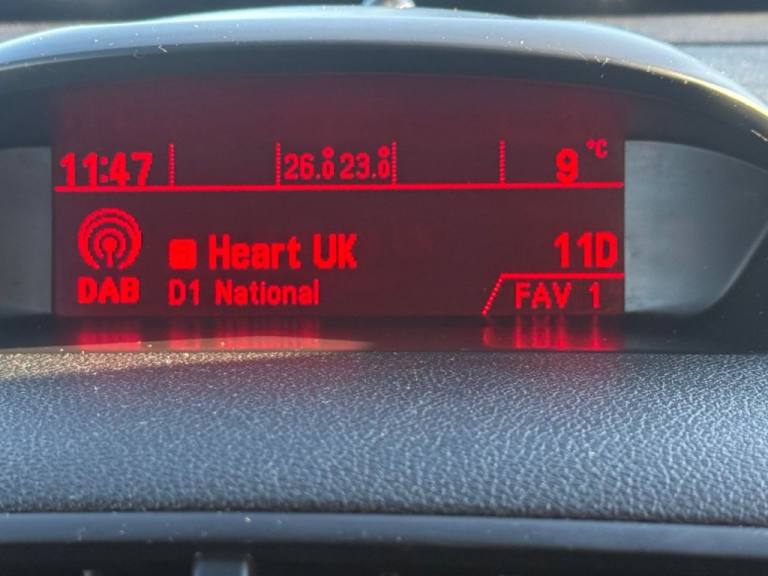 11:47 26.0° 23.0° 9 °C
Heart UK 11D
DAB D1 National FAV 1